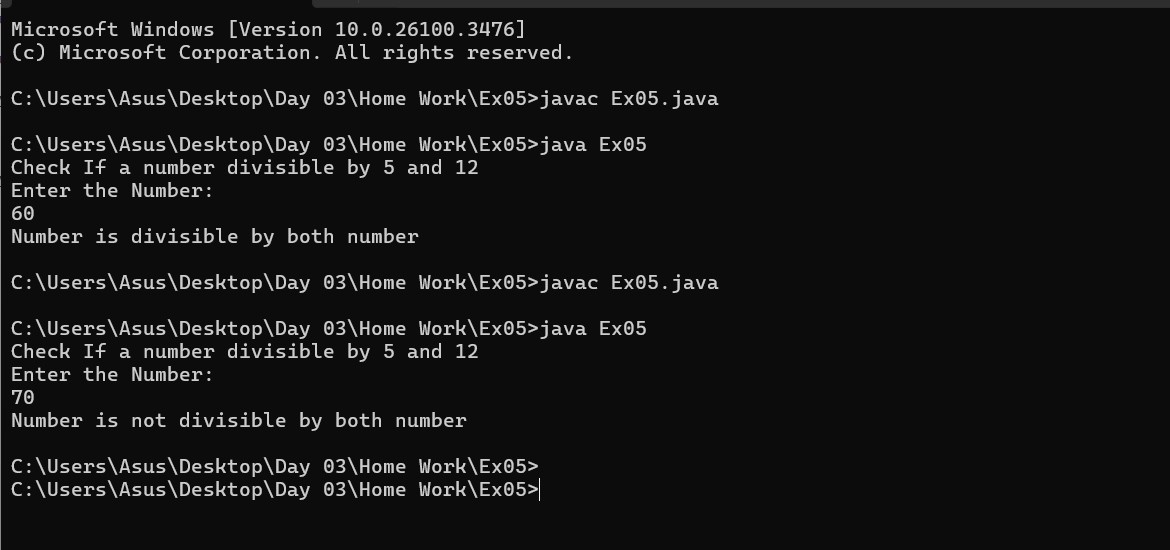 Microsoft Windows [Version 10.0.26100.3476]
(c) Microsoft Corporation. All rights reserved.
C:\Users\Asus\Desktop\Day 03\Home Work\Ex05>javac Ex05.java
C:\Users\Asus\Desktop\Day 03\Home Work\Ex05>java Ex05
Check If a number divisible by 5 and 12
Enter the Number:
60
Number is divisible by both number
C:\Users\Asus\Desktop\Day 03\Home Work\Ex05>javac Ex05.java
C:\Users\Asus\Desktop\Day 03\Home Work\Ex05>java Ex05
Check If a number divisible by 5 and 12
Enter the Number:
70
Number is not divisible by both number
C:\Users\Asus\Desktop\Day 03\Home Work\Ex05>
C:\Users\Asus\Desktop\Day 03\Home Work\Ex05>